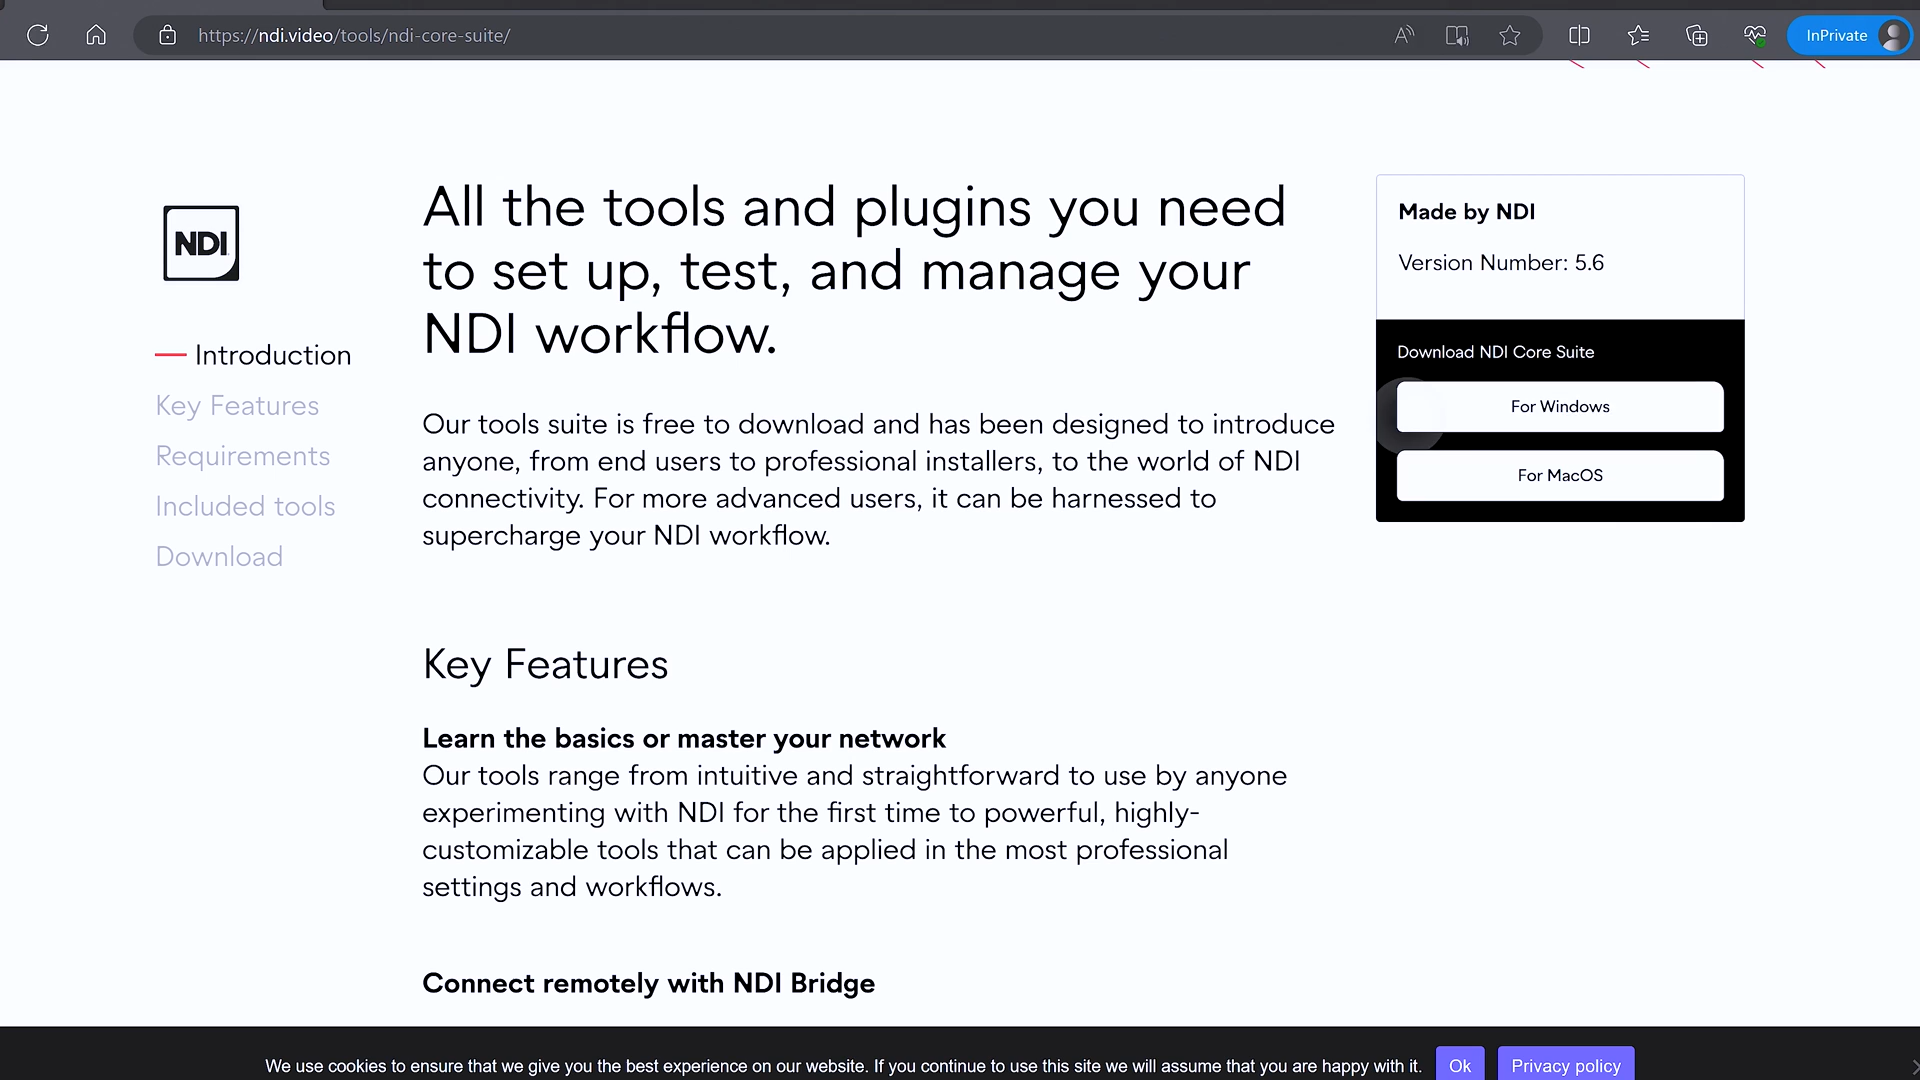 https://ndi.video/tools/ndi-core-suite/
InPrivate
NDI
Introduction
Key Features
Requirements
Included tools
Download
All the tools and plugins you need
to set up, test, and manage your
NDI workflow.
Our tools suite is free to download and has been designed to introduce
anyone, from end users to professional installers, to the world of NDI
connectivity. For more advanced users, it can be harnessed to
supercharge your NDI workflow.
Key Features
Learn the basics or master your network
Our tools range from intuitive and straightforward to use by anyone
experimenting with NDI for the first time to powerful, highly-
customizable tools that can be applied in the most professional
settings and workflows.
Connect remotely with NDI Bridge
Made by NDI
Version Number: 5.6
Download NDI Core Suite
For Windows
For MacOS
We use cookies to ensure that we give you the best experience on our website. If you continue to use this site we will assume that you are happy with it.
Ok
Privacy policy